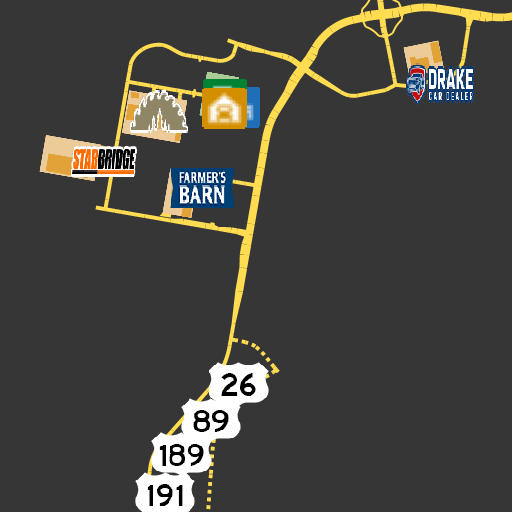 DRAKE
CAR DEALER
STARBRIDGE
FARMER'S
BARN
26
89
189
191